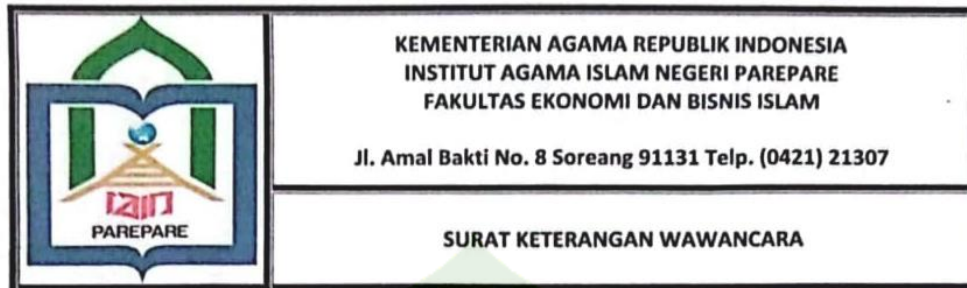 KEMENTERIAN AGAMA REPUBLIK INDONESIA
INSTITUT AGAMA ISLAM NEGERI PAREPARE
FAKULTAS EKONOMI DAN BISNIS ISLAM
Jl. Amal Bakti No. 8 Soreang 91131 Telp. (0421) 21307
iain
PAREPARE
SURAT KETERANGAN WAWANCARA